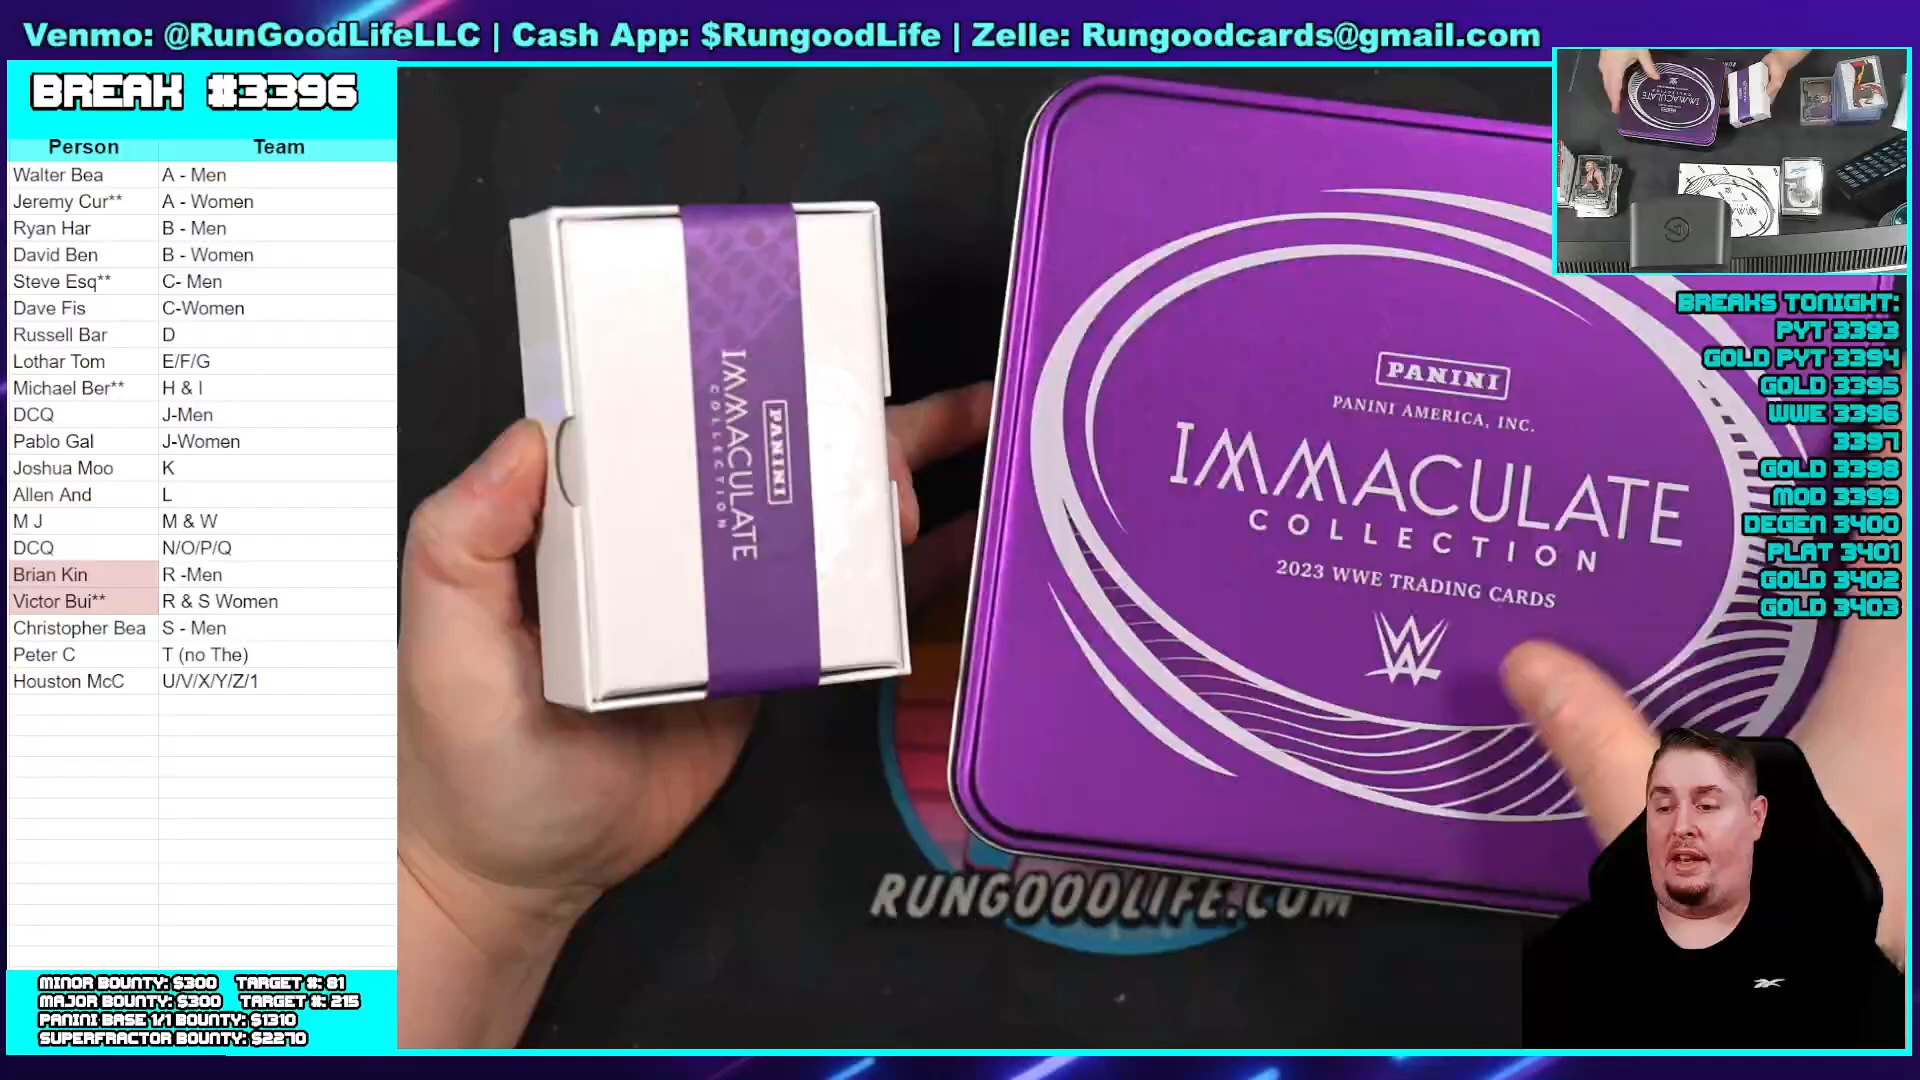 Venmo: @RunGoodLifeLLC | Cash App: $RungoodLife | Zelle: Rungoodcards@gmail.com
BREAK #3396
Person Team
Walter Bea A - Men
Jeremy Cur** A - Women
Ryan Har B - Men
David Ben B - Women
Steve Esq** C- Men
Dave Fis C-Women
Russell Bar D
Lothar Tom E/F/G
Michael Ber** H & I
DCQ J-Men
Pablo Gal J-Women
Joshua Moo K
Allen And L
M J M & W
DCQ N/O/P/Q
Brian Kin R -Men
Victor Bui** R & S Women
Christopher Bea S - Men
Peter C T (no The)
Houston McC U/V/X/Y/Z/1
MINOR BOUNTY: $300 TARGET #: 81
MAJOR BOUNTY: $300 TARGET #: 215
PANINI BASE 1/1 BOUNTY: $1310
SUPERFRACTOR BOUNTY: $2270
PANINI
IMMACULATE
COLLECTION
PANINI
PANINI AMERICA, INC.
IMMACULATE
COLLECTION
2023 WWE TRADING CARDS
W
RUNGOODLIFE.COM
IMMACULATE
BREAKS TONIGHT:
PYT 3393
GOLD PYT 3394
GOLD 3395
WWE 3396
3397
GOLD 3398
MOD 3399
DEGEN 3400
PLAT 3401
GOLD 3402
GOLD 3403